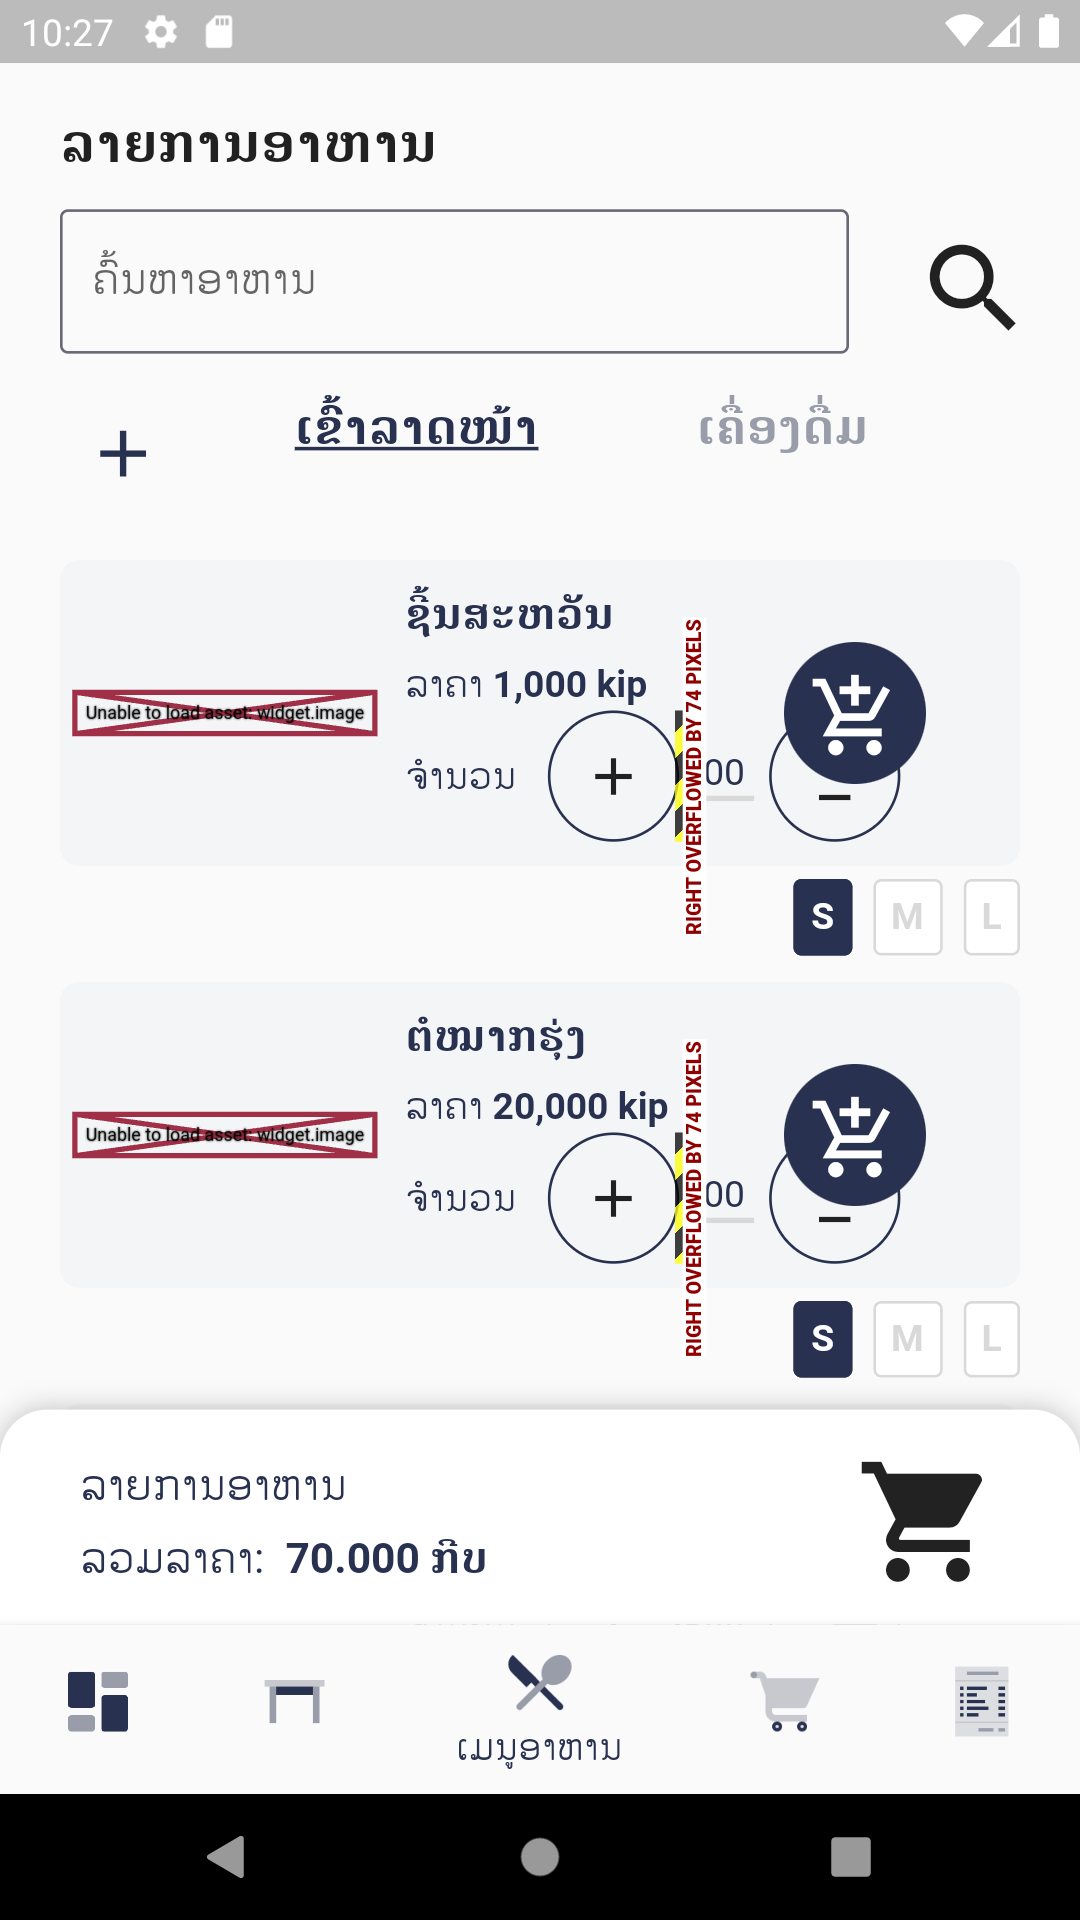 10:27
ລາຍການອາຫານ
ຄົ້ນຫາອາຫານ
ເຂົ້າລາດໜ້າ
ເຄື່ອງດື່ມ
ຊີ້ນສະຫວັນ
ລາຄາ 1,000 kip
Unable to load asset: widget.image
ຈຳນວນ
00
RIGHT OVERFLOWED BY 74 PIXELS
S M L
ຕໍໝາກຮຸ່ງ
ລາຄາ 20,000 kip
Unable to load asset: widget.image
ຈຳນວນ
00
RIGHT OVERFLOWED BY 74 PIXELS
S M L
ລາຍການອາຫານ
ລວມລາຄາ: 70.000 ກີບ
ເມນູອາຫານ